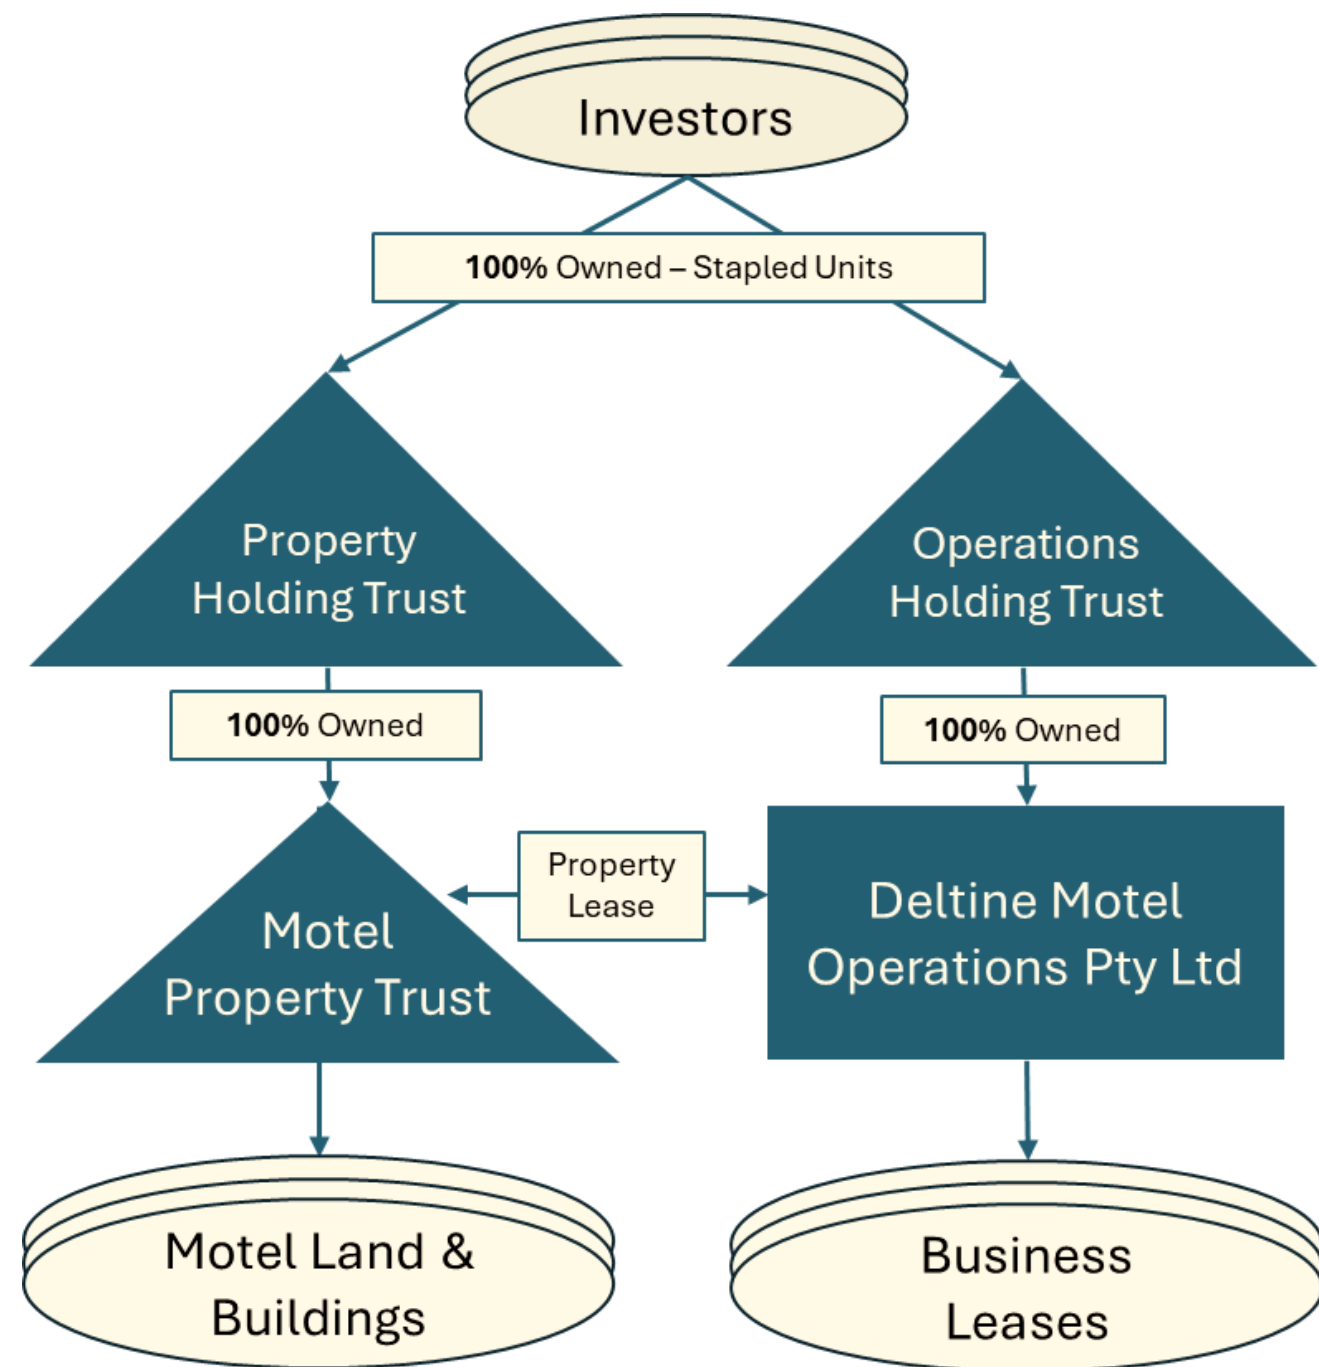 Investors
100% Owned – Stapled Units
Property
Holding Trust
Operations
Holding Trust
100% Owned
100% Owned
Property
Lease
Motel
Property Trust
Deltine Motel
Operations Pty Ltd
Motel Land &
Buildings
Business
Leases